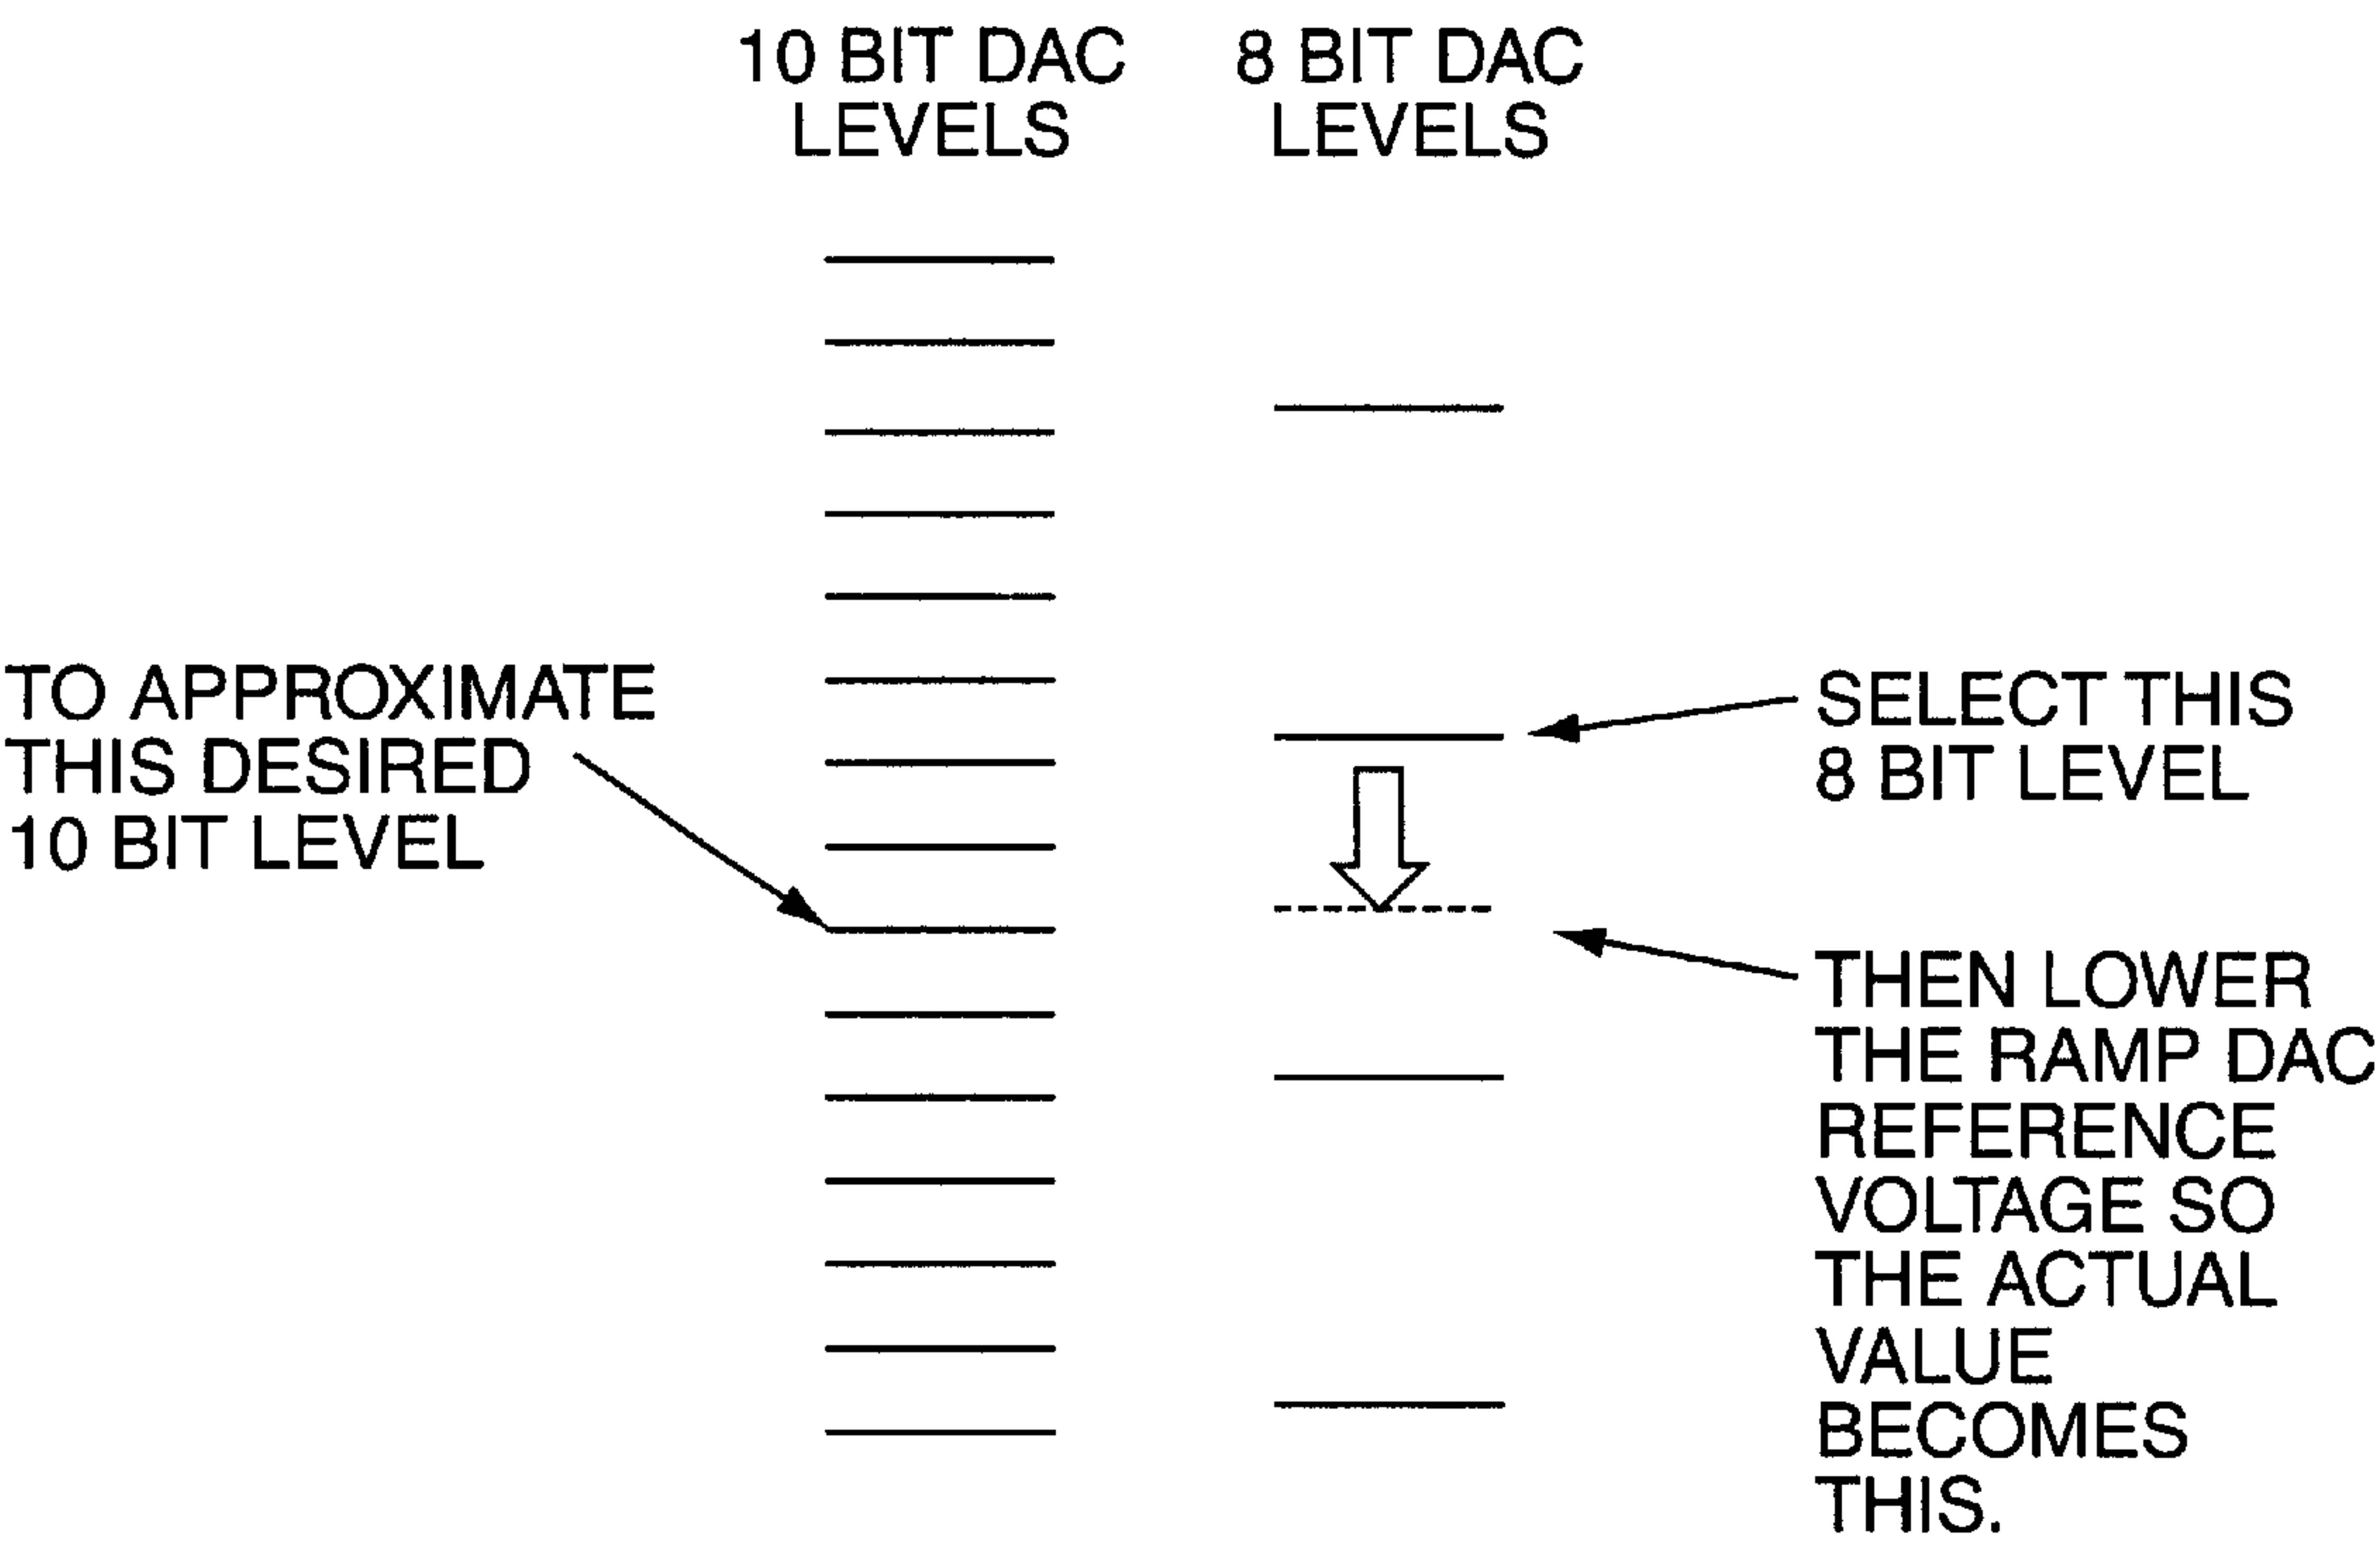 10 BIT DAC
LEVELS
8 BIT DAC
LEVELS
TO APPROXIMATE
THIS DESIRED
10 BIT LEVEL
SELECT THIS
8 BIT LEVEL
THEN LOWER
THE RAMP DAC
REFERENCE
VOLTAGE SO
THE ACTUAL
VALUE
BECOMES
THIS.